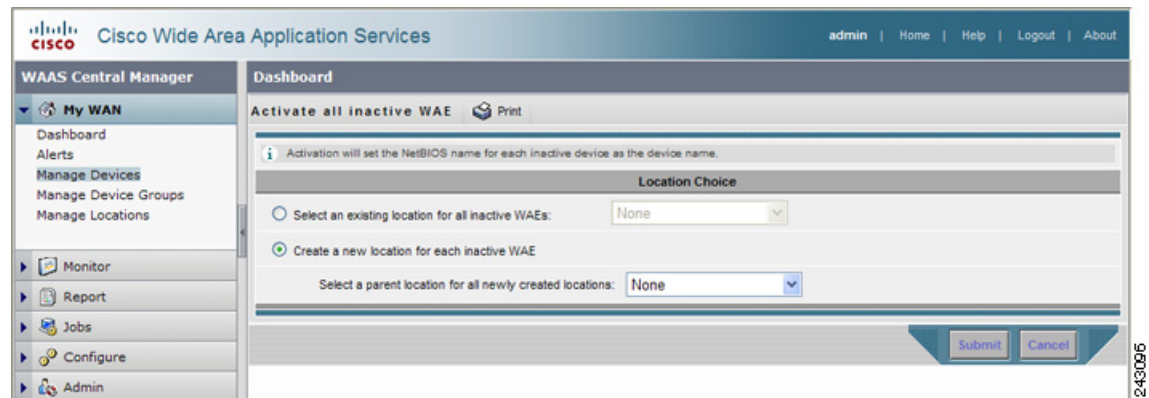 CISCO Cisco Wide Area Application Services
admin | Home | Help | Logout | About
WAAS Central Manager
My WAN
Dashboard
Alerts
Manage Devices
Manage Device Groups
Manage Locations
Monitor
Report
Jobs
Configure
Admin
Dashboard
Activate all inactive WAE Print
Activation will set the NetBIOS name for each inactive device as the device name.
Location Choice
Select an existing location for all inactive WAEs: None
Create a new location for each inactive WAE
Select a parent location for all newly created locations: None
Submit Cancel
243096